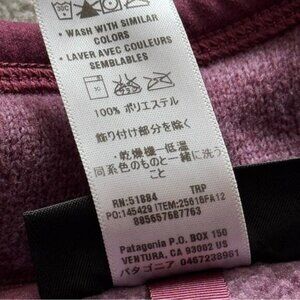 30C
• WASH WITH SIMILAR
COLORS
• LAVER AVEC COULEURS
SEMBLABLES
100% ポリエステル
飾り付け部分を除く
・乾燥機・低温
同系色のものと一緒に洗う
こと
RN:51884 TRP
PO:145429 ITEM:25616FA12
885657687763
Patagonia P.O. BOX 150
VENTURA, CA 93002 US
パタゴニア 0467238961